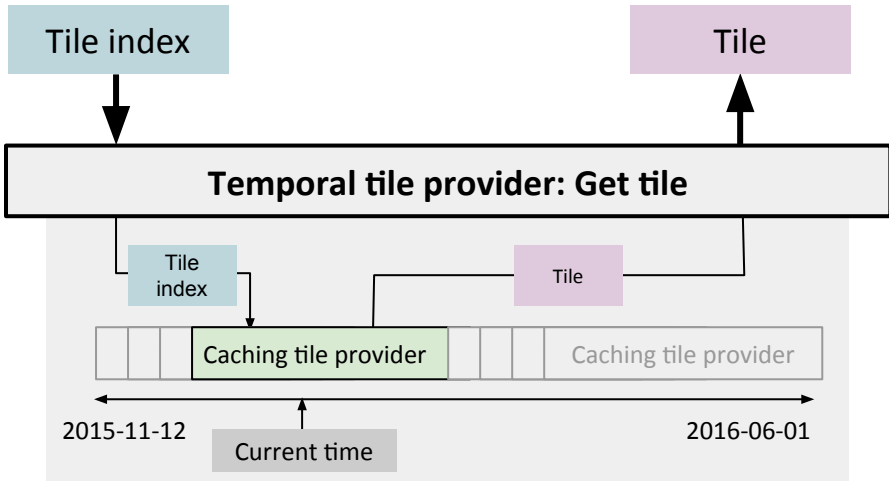 Tile index
Tile
Temporal tile provider: Get tile
Tile
index
Tile
Caching tile provider
Caching tile provider
2015-11-12
2016-06-01
Current time